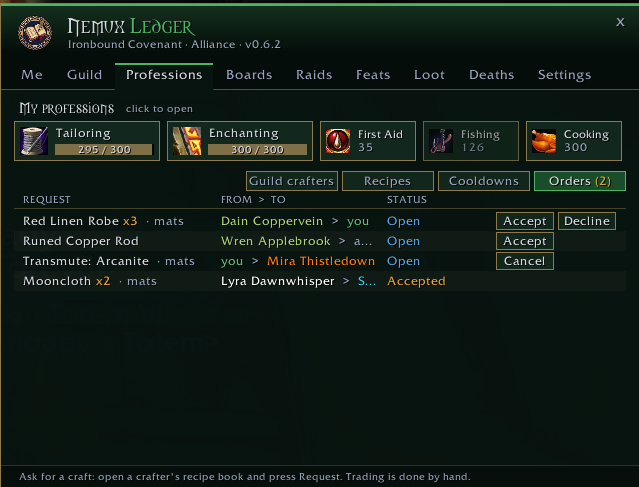 Nemux Ledger
X
Ironbound Covenant · Alliance · v0.6.2
Me Guild Professions Boards Raids Feats Loot Deaths Settings
My professions click to open
Tailoring
295 / 300
Enchanting
300 / 300
First Aid
35
Fishing
126
Cooking
300
Guild crafters Recipes Cooldowns Orders (2)
REQUEST FROM > TO STATUS
Red Linen Robe x3 · mats Dain Coppervein > you Open Accept Decline
Runed Copper Rod Wren Applebrook > a... Open Accept
Transmute: Arcanite · mats you > Mira Thistledown Open Cancel
Mooncloth x2 · mats Lyra Dawnwhisper > S... Accepted
Ask for a craft: open a crafter's recipe book and press Request. Trading is done by hand.